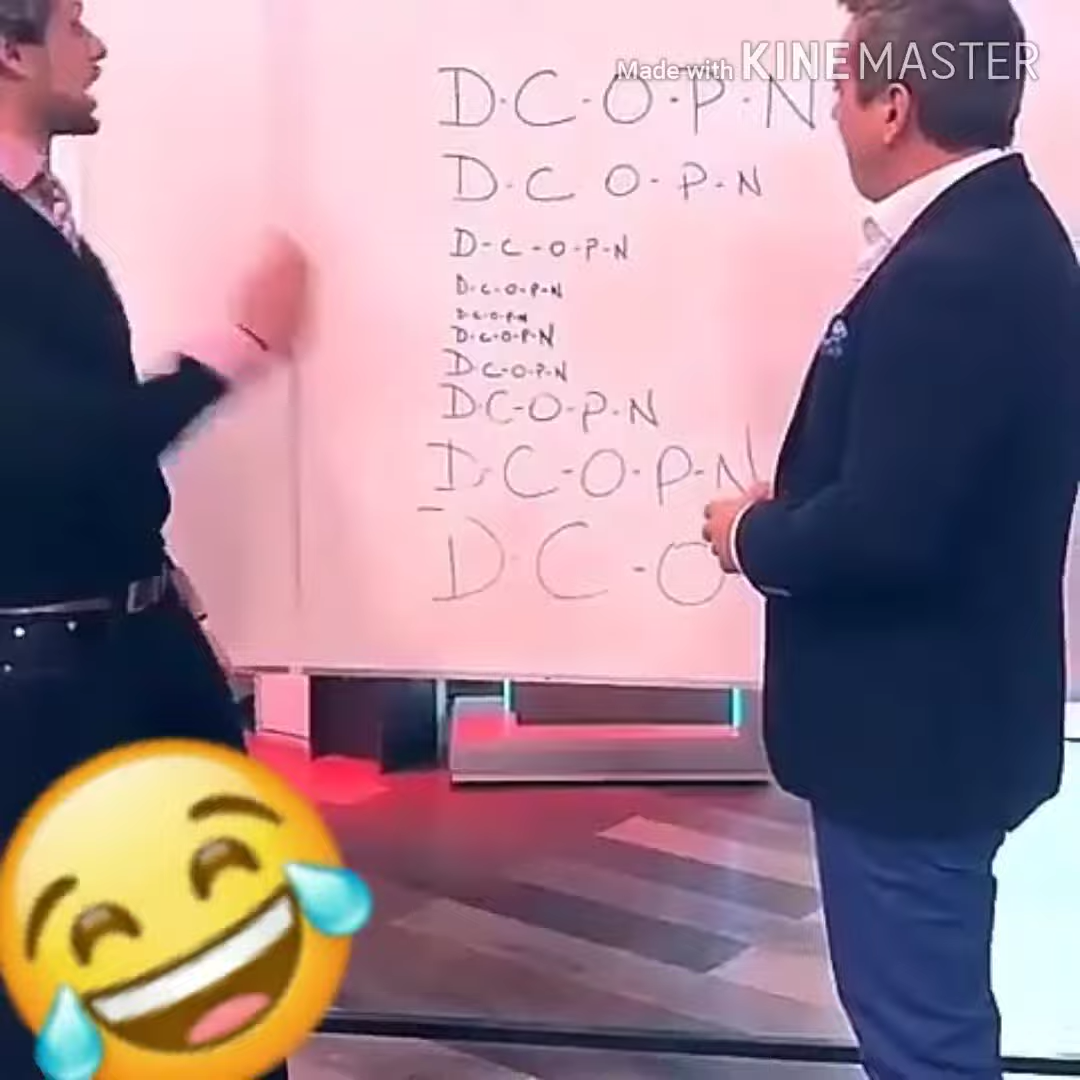 Made with KINEMASTER
D·C·O·P·N
D·C O·P·N
D-C-O-P-N
D·C-O-P-N
D·C·O·P·N
D·C·O·P·N
D C-O-P-N
D·C-O-P-N
D·C-O·P-N
D·C·O